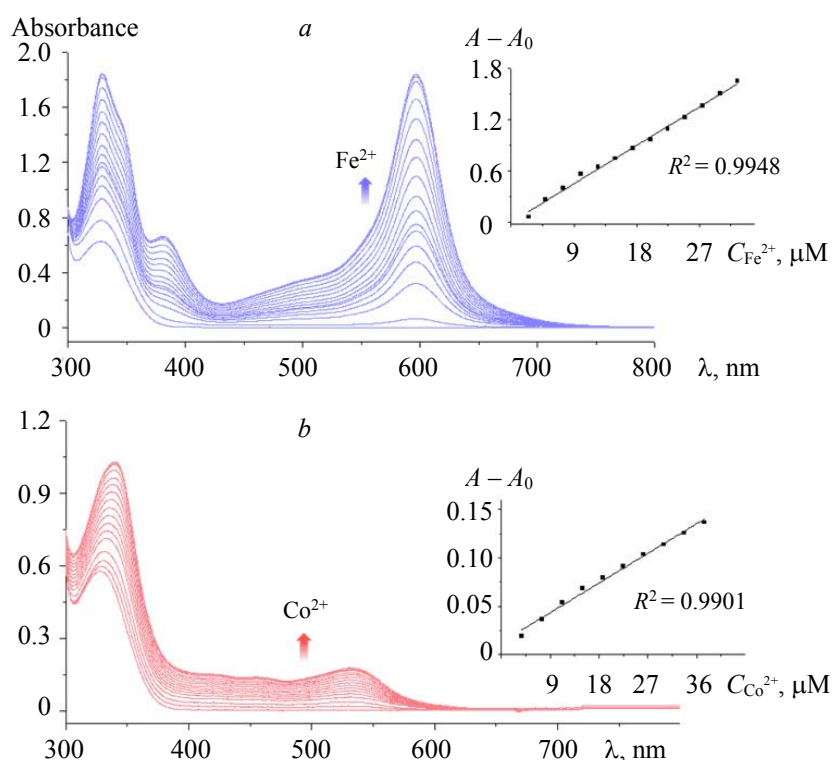 Absorbance
a
2.0
1.6
1.2
0.8
0.4
0
Fe²⁺
300 400 500 600 700 800 λ, nm
A – A₀
1.8
1.2
0.6
0
R² = 0.9948
9 18 27 C_Fe²⁺, μM
b
1.2
0.9
0.6
0.3
0
Co²⁺
300 400 500 600 700 λ, nm
A – A₀
0.15
0.10
0.05
0.00
R² = 0.9901
9 18 27 36 C_Co²⁺, μM